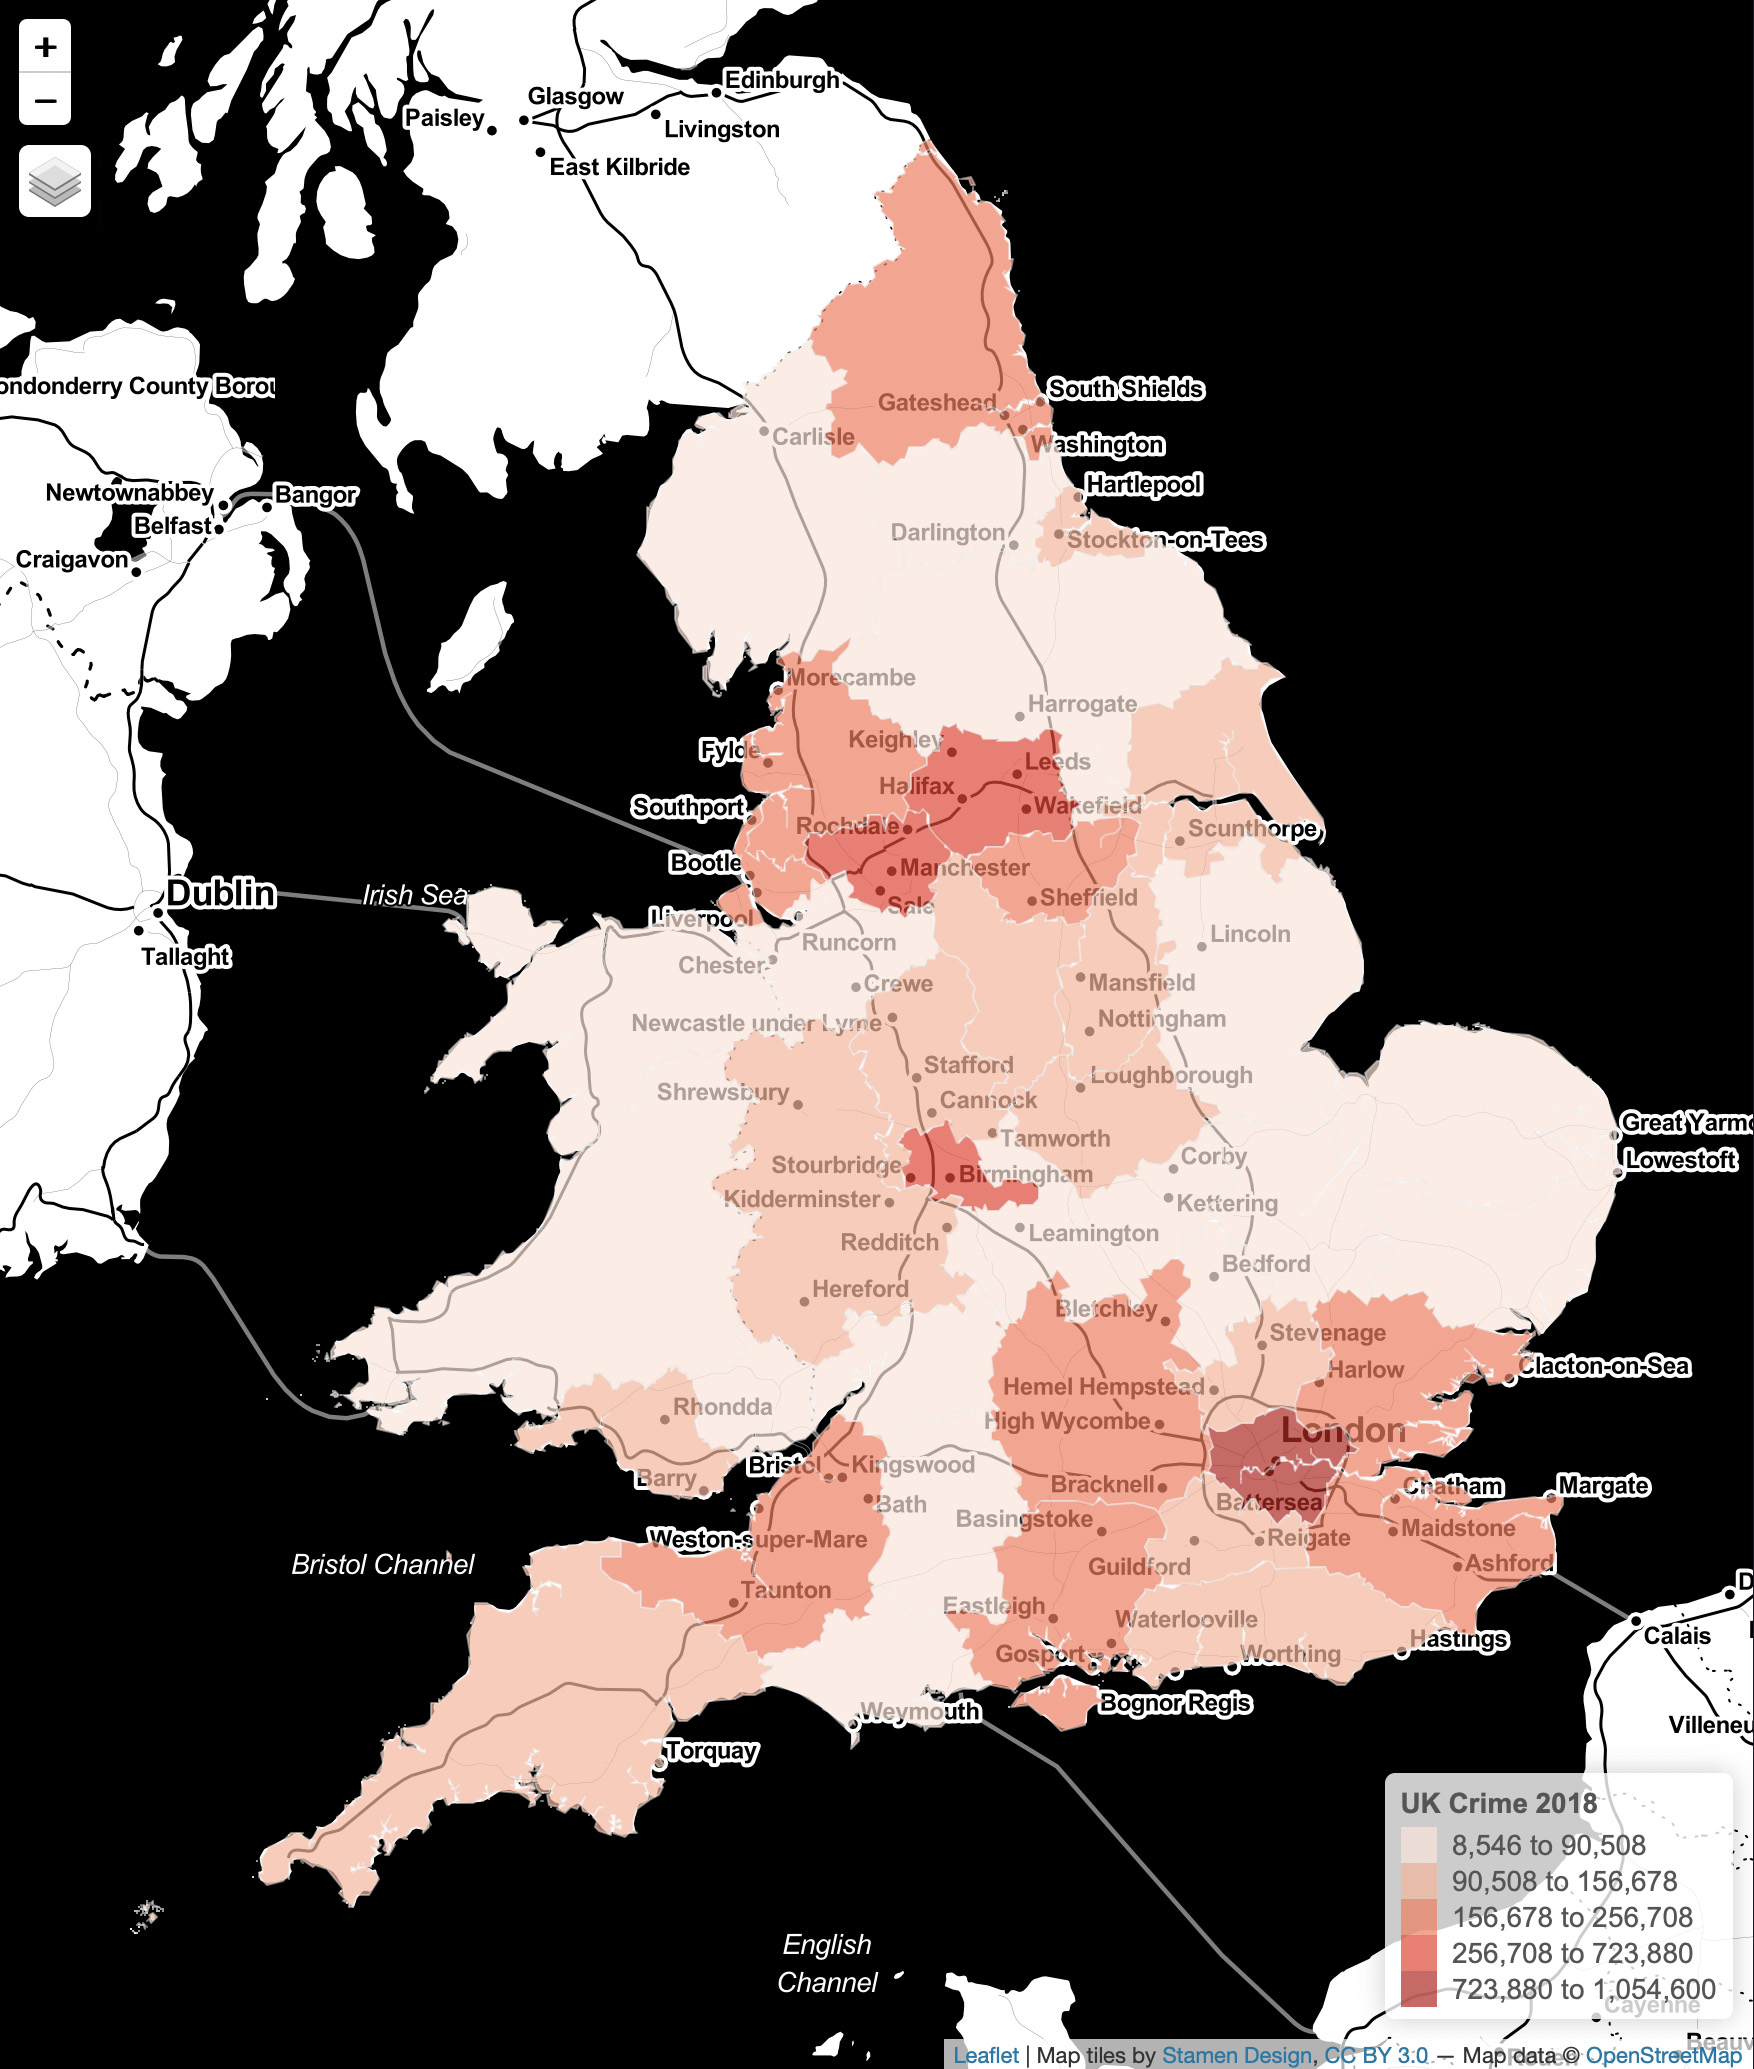 +
−
Edinburgh
Glasgow
Paisley
Livingston
East Kilbride
ondonderry County Borou
South Shields
Gateshead
Carlisle
Washington
Hartlepool
Newtownabbey
Bangor
Belfast
Darlington
Stockton-on-Tees
Craigavon
Morecambe
Harrogate
Keighley
Fylde
Leeds
Halifax
Southport
Wakefield
Rochdale
Scunthorpe
Bootle
Manchester
Dublin
Irish Sea
Sale
Sheffield
Liverpool
Lincoln
Runcorn
Tallaght
Chester
Crewe
Mansfield
Newcastle under Lyme
Nottingham
Stafford
Loughborough
Shrewsbury
Cannock
Great Yarmo
Tamworth
Corby
Lowestoft
Stourbridge
Birmingham
Kidderminster
Kettering
Leamington
Redditch
Bedford
Hereford
Bletchley
Stevenage
Clacton-on-Sea
Harlow
Hemel Hempstead
Rhondda
High Wycombe
London
Bristol
Kingswood
Barry
Bracknell
Chatham
Margate
Bath
Battersea
Basingstoke
Maidstone
Weston-super-Mare
Reigate
Bristol Channel
Guildford
Ashford
D
Taunton
Eastleigh
Waterlooville
Calais
Hastings
Gosport
Worthing
Bognor Regis
Weymouth
Villeneu
Torquay
UK Crime 2018
8,546 to 90,508
90,508 to 156,678
156,678 to 256,708
256,708 to 723,880
723,880 to 1,054,600
English
Channel
Cayenne
Beauv
Rouen
Leaflet | Map tiles by Stamen Design, CC BY 3.0 — Map data © OpenStreetMap